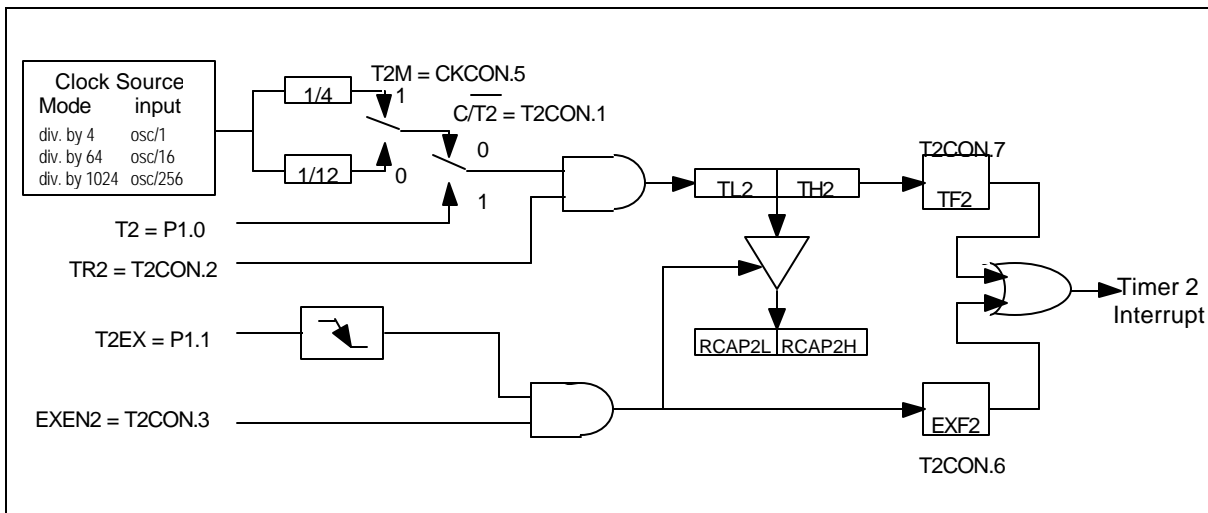 Clock Source
Mode input
div. by 4 osc/1
div. by 64 osc/16
div. by 1024 osc/256
1/4
1/12
T2M = CKCON.5
1
0
C/T2 = T2CON.1
0
1
T2 = P1.0
TR2 = T2CON.2
TL2 TH2
T2CON.7
TF2
Timer 2
Interrupt
T2EX = P1.1
RCAP2L RCAP2H
EXEN2 = T2CON.3
EXF2
T2CON.6